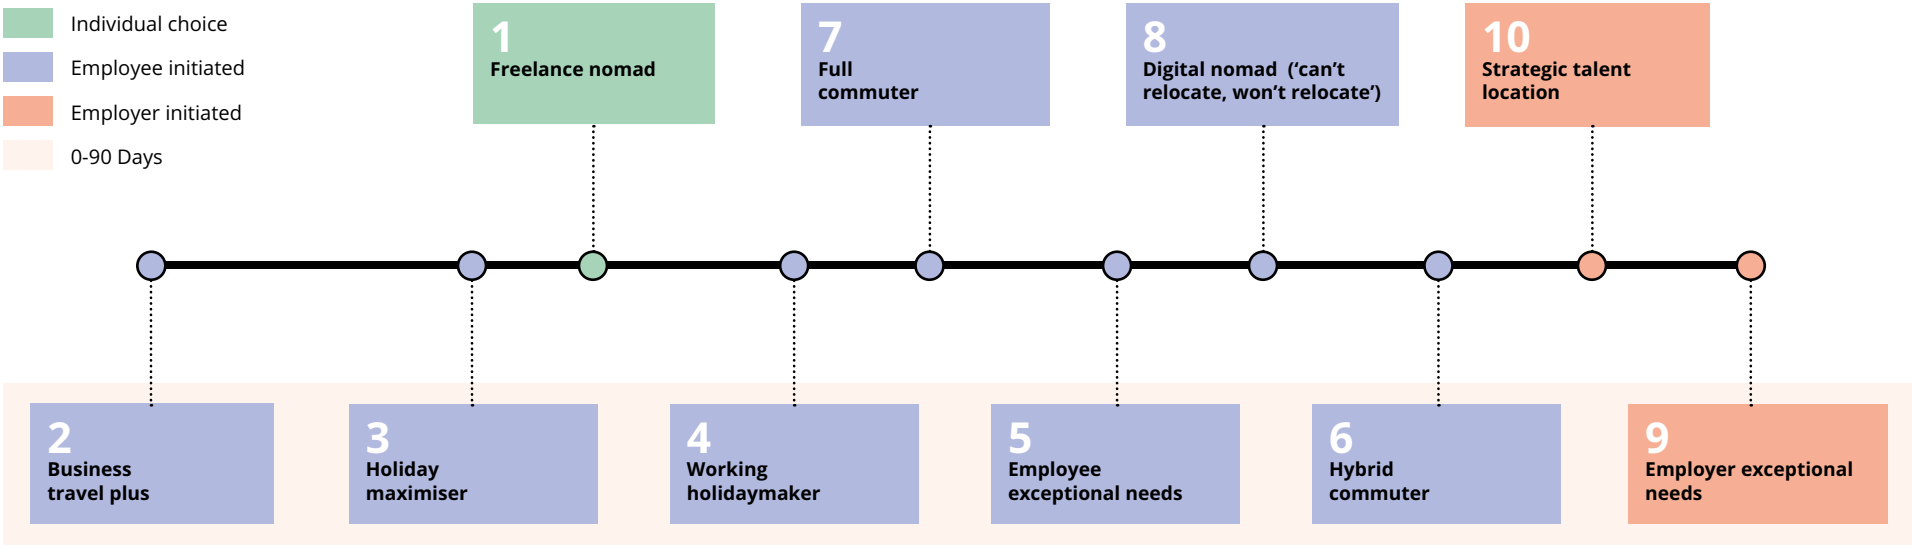 Individual choice
Employee initiated
Employer initiated
0-90 Days
1
Freelance nomad
7
Full
commuter
8
Digital nomad (‘can’t
relocate, won’t relocate’)
10
Strategic talent
location
2
Business
travel plus
3
Holiday
maximiser
4
Working
holidaymaker
5
Employee
exceptional needs
6
Hybrid
commuter
9
Employer exceptional
needs